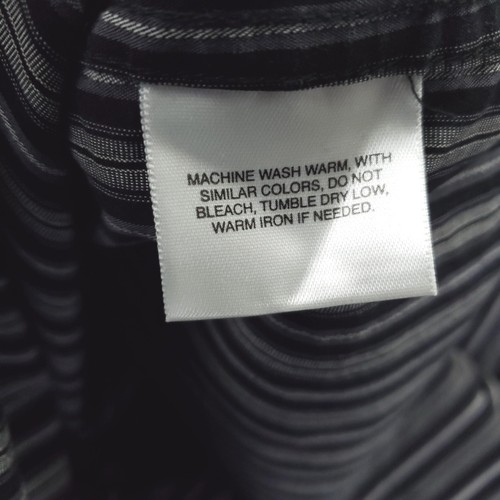 MACHINE WASH WARM, WITH
SIMILAR COLORS, DO NOT
BLEACH, TUMBLE DRY LOW,
WARM IRON IF NEEDED.